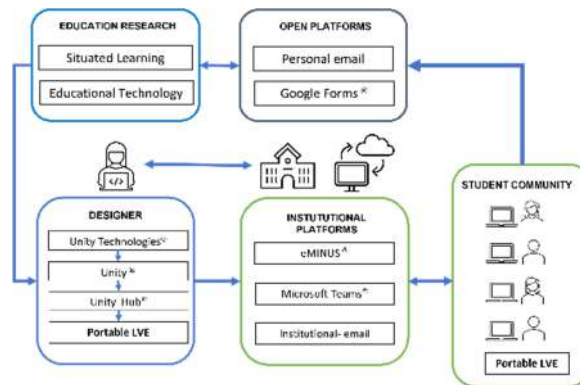 EDUCATION RESEARCH
Situated Learning
Educational Technology
OPEN PLATFORMS
Personal email
Google Forms
DESIGNER
Unity Technologies
Unity
Unity Hub
Portable LVE
INSTUTUTIONAL
PLATFORMS
eMINUS
Microsoft Teams
Institutional- email
STUDENT COMMUNITY
Portable LVE